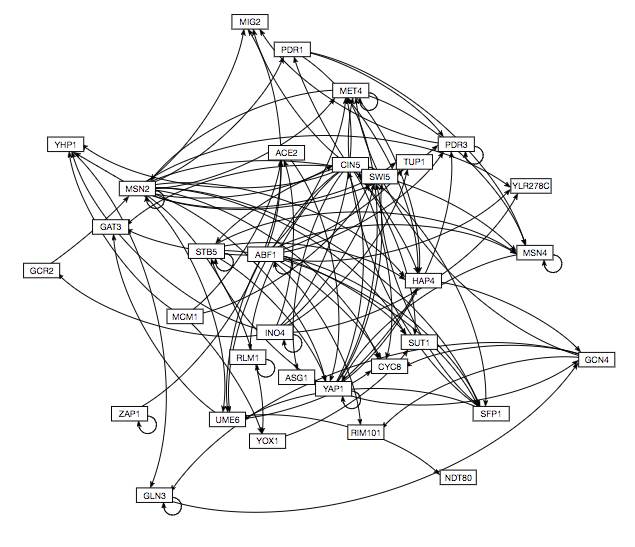 MIG2
PDR1
MET4
YHP1
PDR3
ACE2
TUP1
CIN5
SWI5
MSN2
YLR278C
GAT3
STB5
ABF1
MSN4
GCR2
HAP4
MCM1
INO4
SUT1
RLM1
GCN4
CYC8
ASG1
YAP1
ZAP1
UME6
SFP1
RIM101
YOX1
NDT80
GLN3